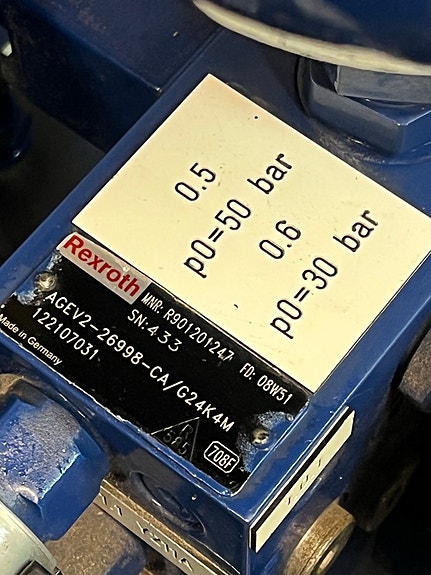 0.5
p0=50 bar
0.6
p0=30 bar
Rexroth
MNR: R901201247 FD: 08W51
SN:433
AGEV2-26998-CA/G24K4M
122107031
Made in Germany
708F